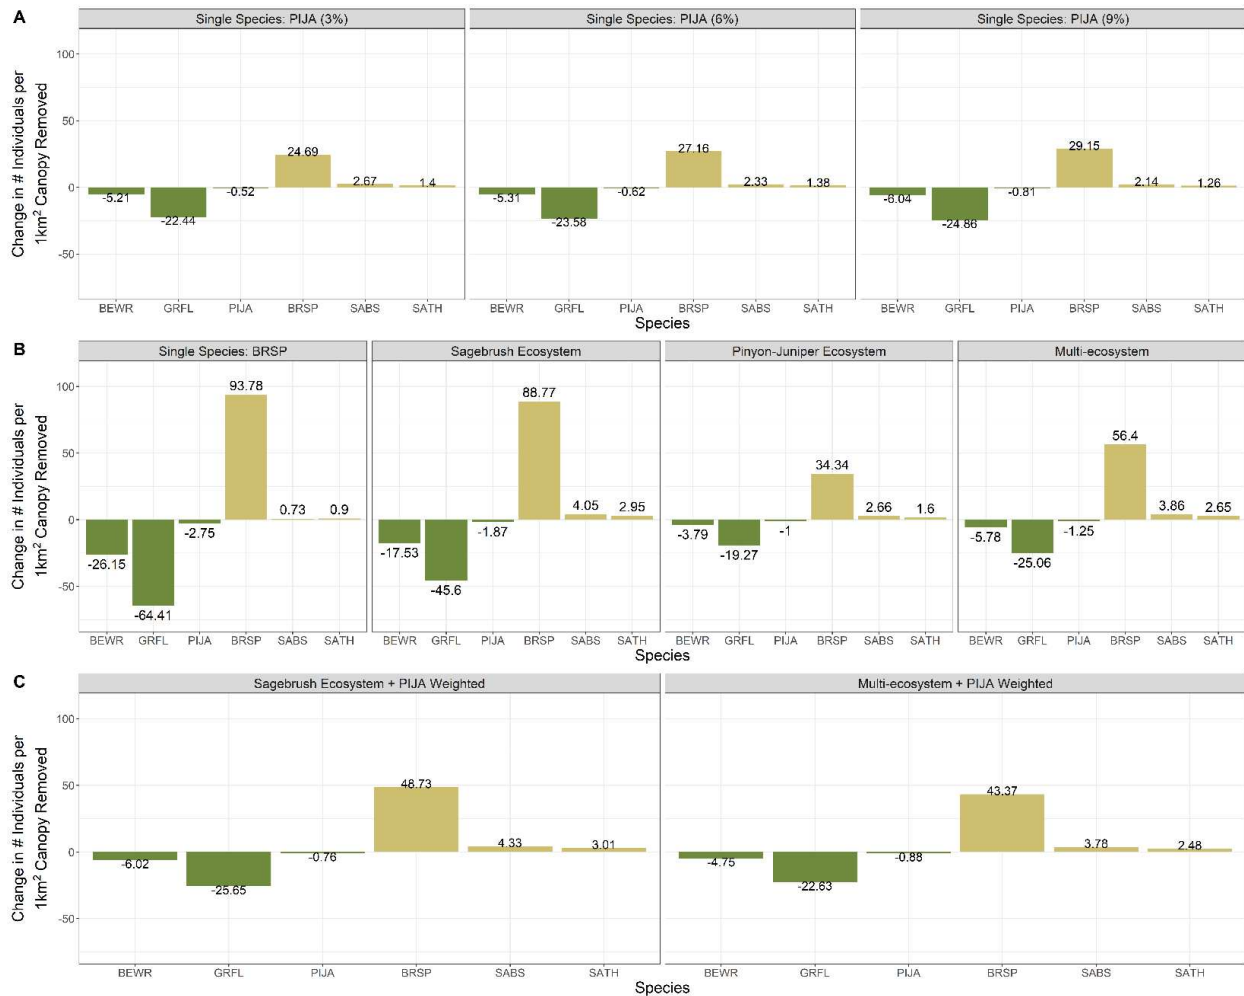 A
Single Species: PIJA (3%)
Single Species: PIJA (6%)
Single Species: PIJA (9%)
Change in # Individuals per
1km² Canopy Removed
100
50
0
-50
-5.21
-22.44
-0.52
24.69
2.67
1.4
-5.31
-23.58
-0.62
27.16
2.33
1.38
-6.04
-24.86
-0.81
29.15
2.14
1.26
BEWR GRFL PIJA BRSP SABS SATH
BEWR GRFL PIJA BRSP SABS SATH
BEWR GRFL PIJA BRSP SABS SATH
Species
B
Single Species: BRSP
Sagebrush Ecosystem
Pinyon-Juniper Ecosystem
Multi-ecosystem
Change in # Individuals per
1km² Canopy Removed
100
50
0
-50
-26.15
-64.41
-2.75
93.78
0.73
0.9
-17.53
-45.6
-1.87
88.77
4.05
2.95
-3.79
-19.27
-1
34.34
2.66
1.6
-5.78
-25.06
-1.25
56.4
3.86
2.65
BEWR GRFL PIJA BRSP SABS SATH
BEWR GRFL PIJA BRSP SABS SATH
BEWR GRFL PIJA BRSP SABS SATH
BEWR GRFL PIJA BRSP SABS SATH
Species
C
Sagebrush Ecosystem + PIJA Weighted
Multi-ecosystem + PIJA Weighted
Change in # Individuals per
1km² Canopy Removed
100
50
0
-50
-6.02
-25.65
-0.76
48.73
4.33
3.01
-4.75
-22.63
-0.88
43.37
3.78
2.48
BEWR GRFL PIJA BRSP SABS SATH
BEWR GRFL PIJA BRSP SABS SATH
Species